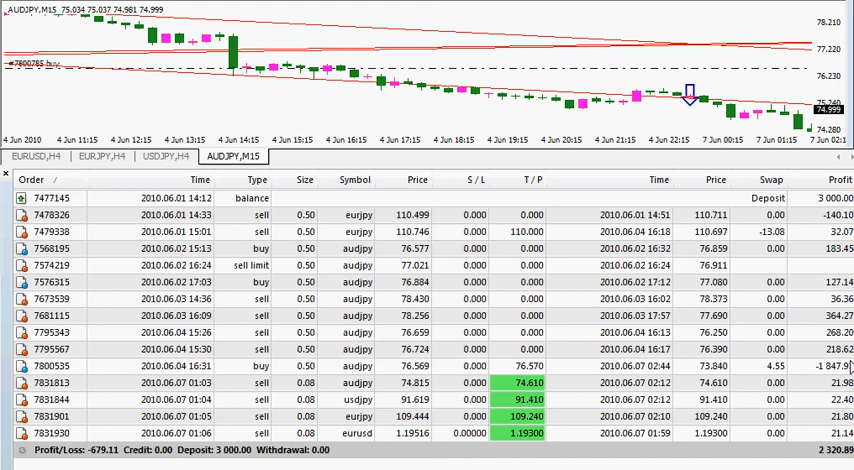 AUDJPY,M15 75.034 75.037 74.981 74.999
78.210
77.220
#7800785 buy
76.230
75.240
74.999
74.280
4 Jun 2010 4 Jun 11:15 4 Jun 12:15 4 Jun 13:15 4 Jun 14:15 4 Jun 15:15 4 Jun 16:15 4 Jun 17:15 4 Jun 18:15 4 Jun 19:15 4 Jun 20:15 4 Jun 21:15 4 Jun 22:15 7 Jun 00:15 7 Jun 01:15 7 Jun 02:1
EURUSD,H4 EURJPY,H4 USDJPY,H4 AUDJPY,M15
Order / Time Type Size Symbol Price S / L T / P Time Price Swap Profit
7477145 2010.06.01 14:12 balance Deposit 3 000.00
7478326 2010.06.01 14:33 sell 0.50 eurjpy 110.499 0.000 0.000 2010.06.01 14:51 110.711 0.00 -140.10
7479338 2010.06.01 15:01 sell 0.50 eurjpy 110.746 0.000 110.000 2010.06.04 16:18 110.697 -13.08 32.07
7568195 2010.06.02 15:13 buy 0.50 audjpy 76.577 0.000 0.000 2010.06.02 16:32 76.859 0.00 183.45
7574219 2010.06.02 16:24 sell limit 0.50 audjpy 77.021 0.000 0.000 2010.06.02 16:32 76.911
7576315 2010.06.02 17:03 buy 0.50 audjpy 76.884 0.000 0.000 2010.06.02 17:12 77.080 0.00 127.14
7673539 2010.06.03 14:36 sell 0.50 audjpy 78.430 0.000 0.000 2010.06.03 16:02 78.373 0.00 36.36
7681115 2010.06.03 16:09 sell 0.50 audjpy 78.256 0.000 0.000 2010.06.03 17:57 77.690 0.00 364.27
7795343 2010.06.04 15:26 sell 0.50 audjpy 76.659 0.000 0.000 2010.06.04 16:13 76.250 0.00 268.20
7795567 2010.06.04 15:30 sell 0.50 audjpy 76.724 0.000 0.000 2010.06.04 16:17 76.390 0.00 218.62
7800535 2010.06.04 16:31 buy 0.50 audjpy 76.569 0.000 76.570 2010.06.07 02:44 73.840 4.55 -1 847.9
7831813 2010.06.07 01:03 sell 0.08 audjpy 74.815 0.000 74.610 2010.06.07 02:12 74.610 0.00 21.98
7831844 2010.06.07 01:04 sell 0.08 usdjpy 91.619 0.000 91.410 2010.06.07 02:12 91.410 0.00 22.40
7831901 2010.06.07 01:05 sell 0.08 eurjpy 109.444 0.000 109.240 2010.06.07 02:10 109.240 0.00 21.80
7831930 2010.06.07 01:06 sell 0.08 eurusd 1.19516 0.00000 1.19300 2010.06.07 01:59 1.19300 0.00 21.14
Profit/Loss: -679.11 Credit: 0.00 Deposit: 3 000.00 Withdrawal: 0.00 2 320.89